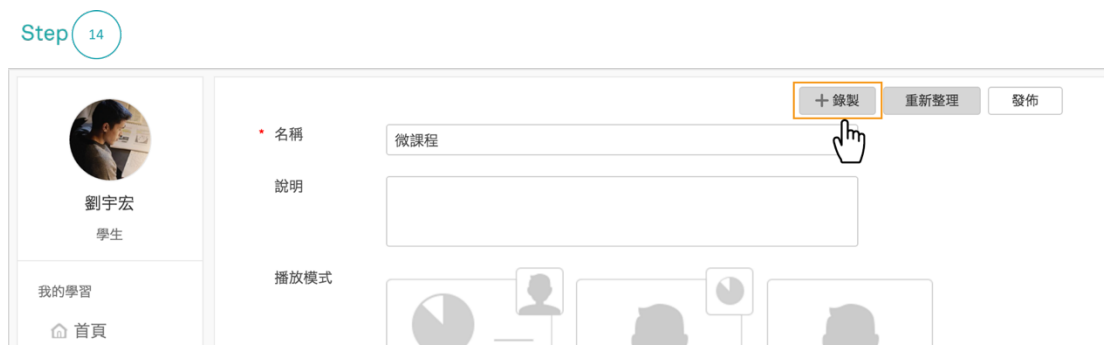 Step 14
+ 錄製 重新整理 發佈
* 名稱 微課程
說明
劉宇宏
學生
播放模式
我的學習
首頁